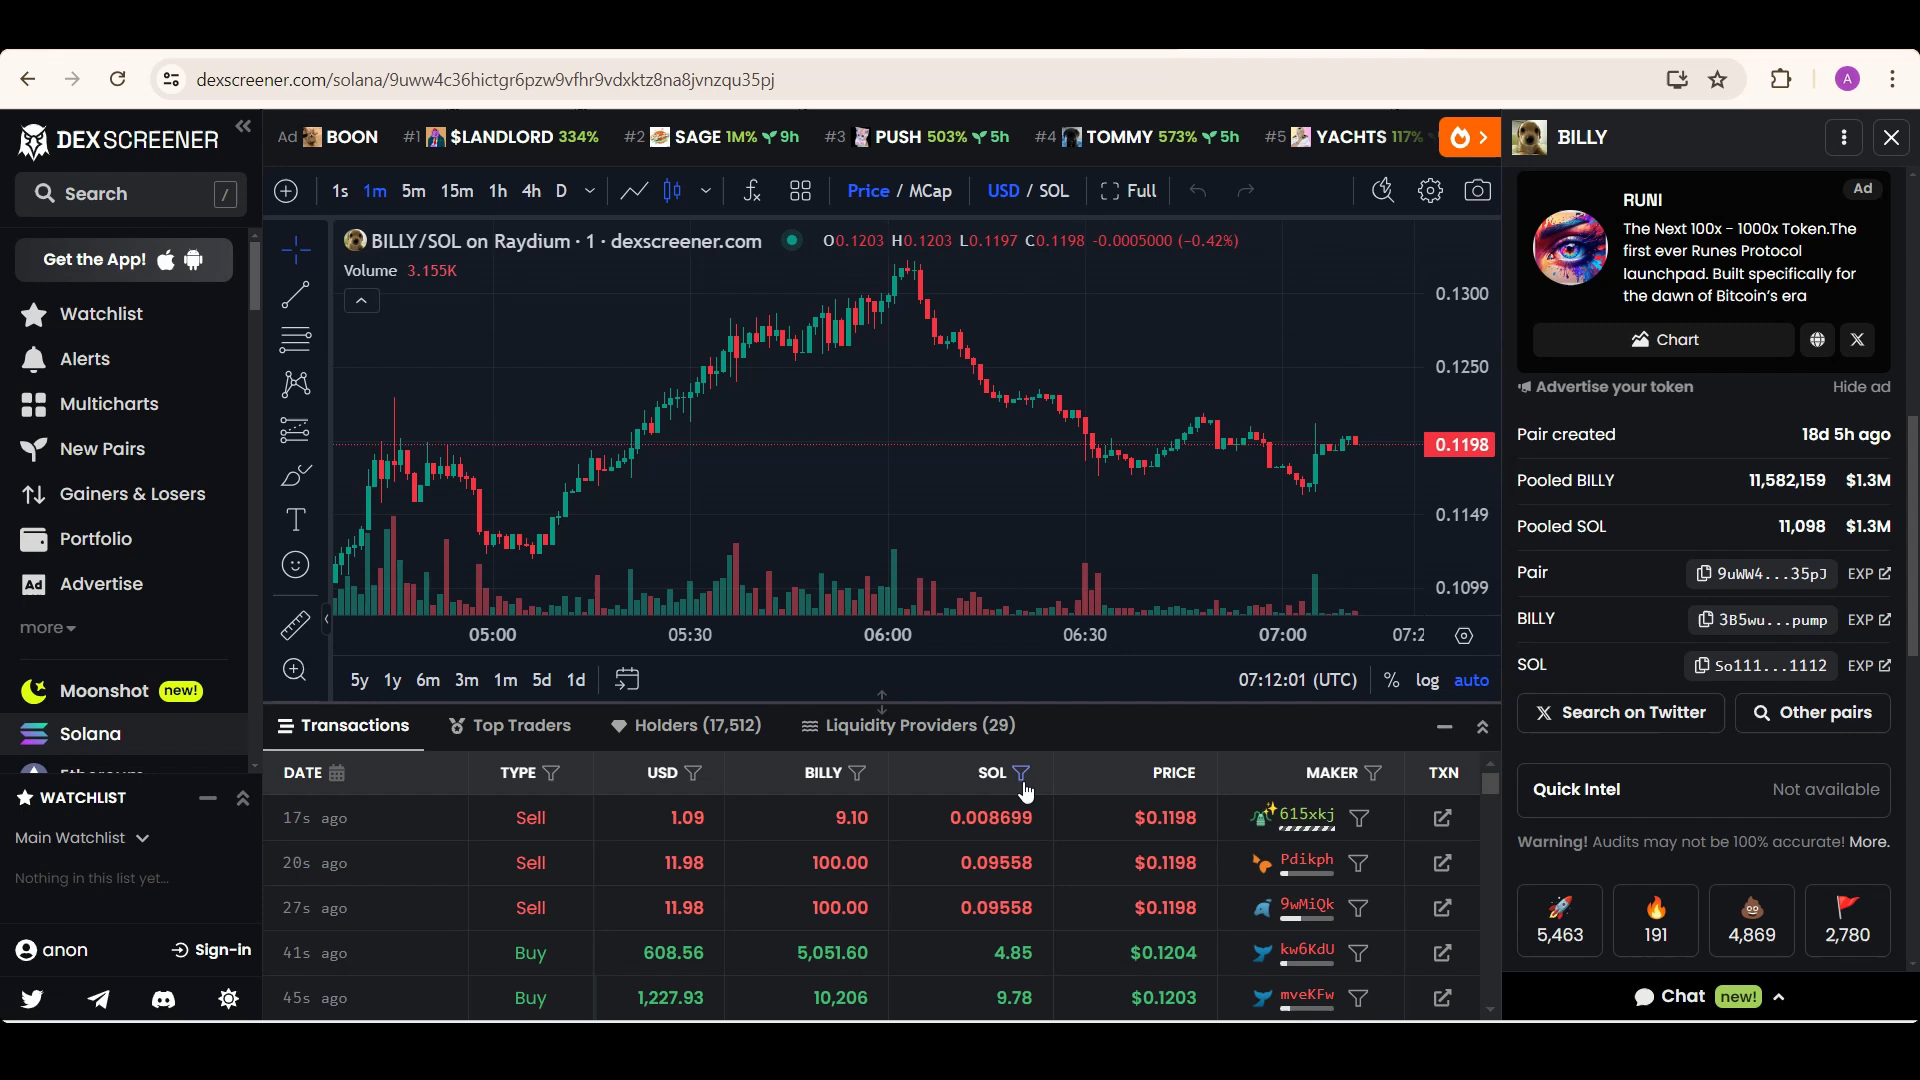 dexscreener.com/solana/9uww4c36hictgr6pzw9vfhr9vdxktz8na8jvnzqu35pj
A
DEXSCREENER
Search /
Get the App!
Watchlist
Alerts
Multicharts
New Pairs
Gainers & Losers
Portfolio
Ad Advertise
more
Moonshot new!
Solana
WATCHLIST
Main Watchlist
Nothing in this list yet...
anon Sign-in
Ad BOON #1 $LANDLORD 334% #2 SAGE 1M% 9h #3 PUSH 503% 5h #4 TOMMY 573% 5h #5 YACHTS 117%
1s 1m 5m 15m 1h 4h D Price / MCap USD / SOL Full
BILLY/SOL on Raydium · 1 · dexscreener.com O0.1203 H0.1203 L0.1197 C0.1198 -0.0005000 (−0.42%)
Volume 3.155K
0.1300
0.1250
0.1198
0.1149
0.1099
05:00 05:30 06:00 06:30 07:00 07:2
5y 1y 6m 3m 1m 5d 1d 07:12:01 (UTC) % log auto
Transactions Top Traders Holders (17,512) Liquidity Providers (29)
DATE TYPE USD BILLY SOL PRICE MAKER TXN
17s ago Sell 1.09 9.10 0.008699 $0.1198 615xkj
20s ago Sell 11.98 100.00 0.09558 $0.1198 Pdikph
27s ago Sell 11.98 100.00 0.09558 $0.1198 9wMiQk
41s ago Buy 608.56 5,051.60 4.85 $0.1204 kw6KdU
45s ago Buy 1,227.93 10,206 9.78 $0.1203 mveKFw
BILLY
RUNI Ad
The Next 100x - 1000x Token.The
first ever Runes Protocol
launchpad. Built specifically for
the dawn of Bitcoin's era
Chart
Advertise your token Hide ad
Pair created 18d 5h ago
Pooled BILLY 11,582,159 $1.3M
Pooled SOL 11,098 $1.3M
Pair 9uWW4...35pJ EXP
BILLY 3B5wu...pump EXP
SOL So111...1112 EXP
Search on Twitter Other pairs
Quick Intel Not available
Warning! Audits may not be 100% accurate! More.
5,463 191 4,869 2,780
Chat new!